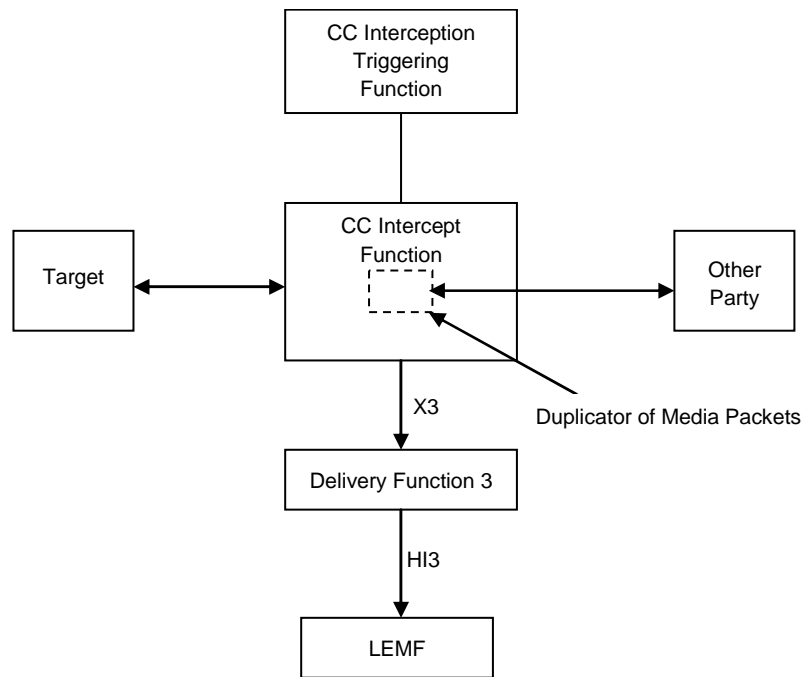 CC Interception
Triggering
Function
CC Intercept
Function
Target
Other
Party
X3
Duplicator of Media Packets
Delivery Function 3
HI3
LEMF